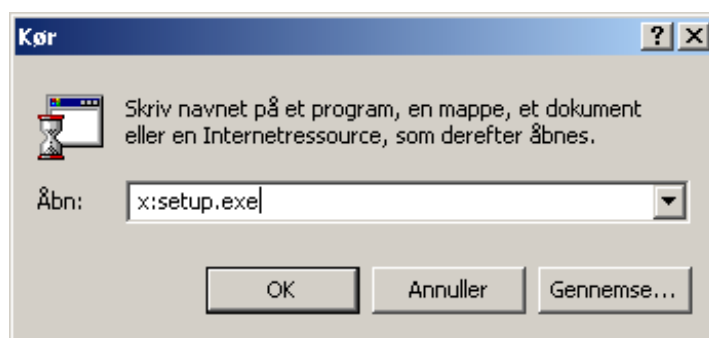 Kør
Skriv navnet på et program, en mappe, et dokument
eller en Internetressource, som derefter åbnes.
Åbn:
x:setup.exe
OK
Annuller
Gennemse...